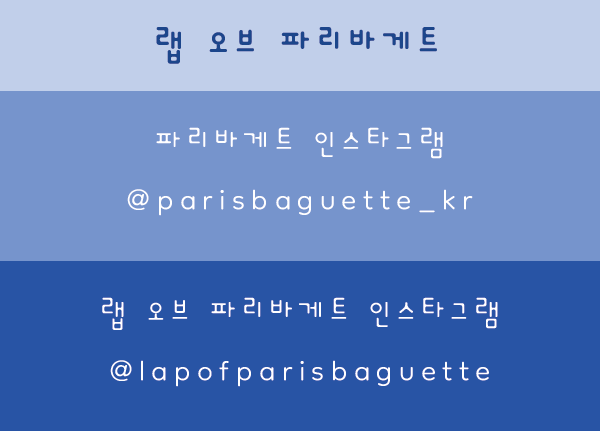 랩 오브 파리바게트
파리바게트 인스타그램
@parisbaguette_kr
랩 오브 파리바게트 인스타그램
@lapofparisbaguette